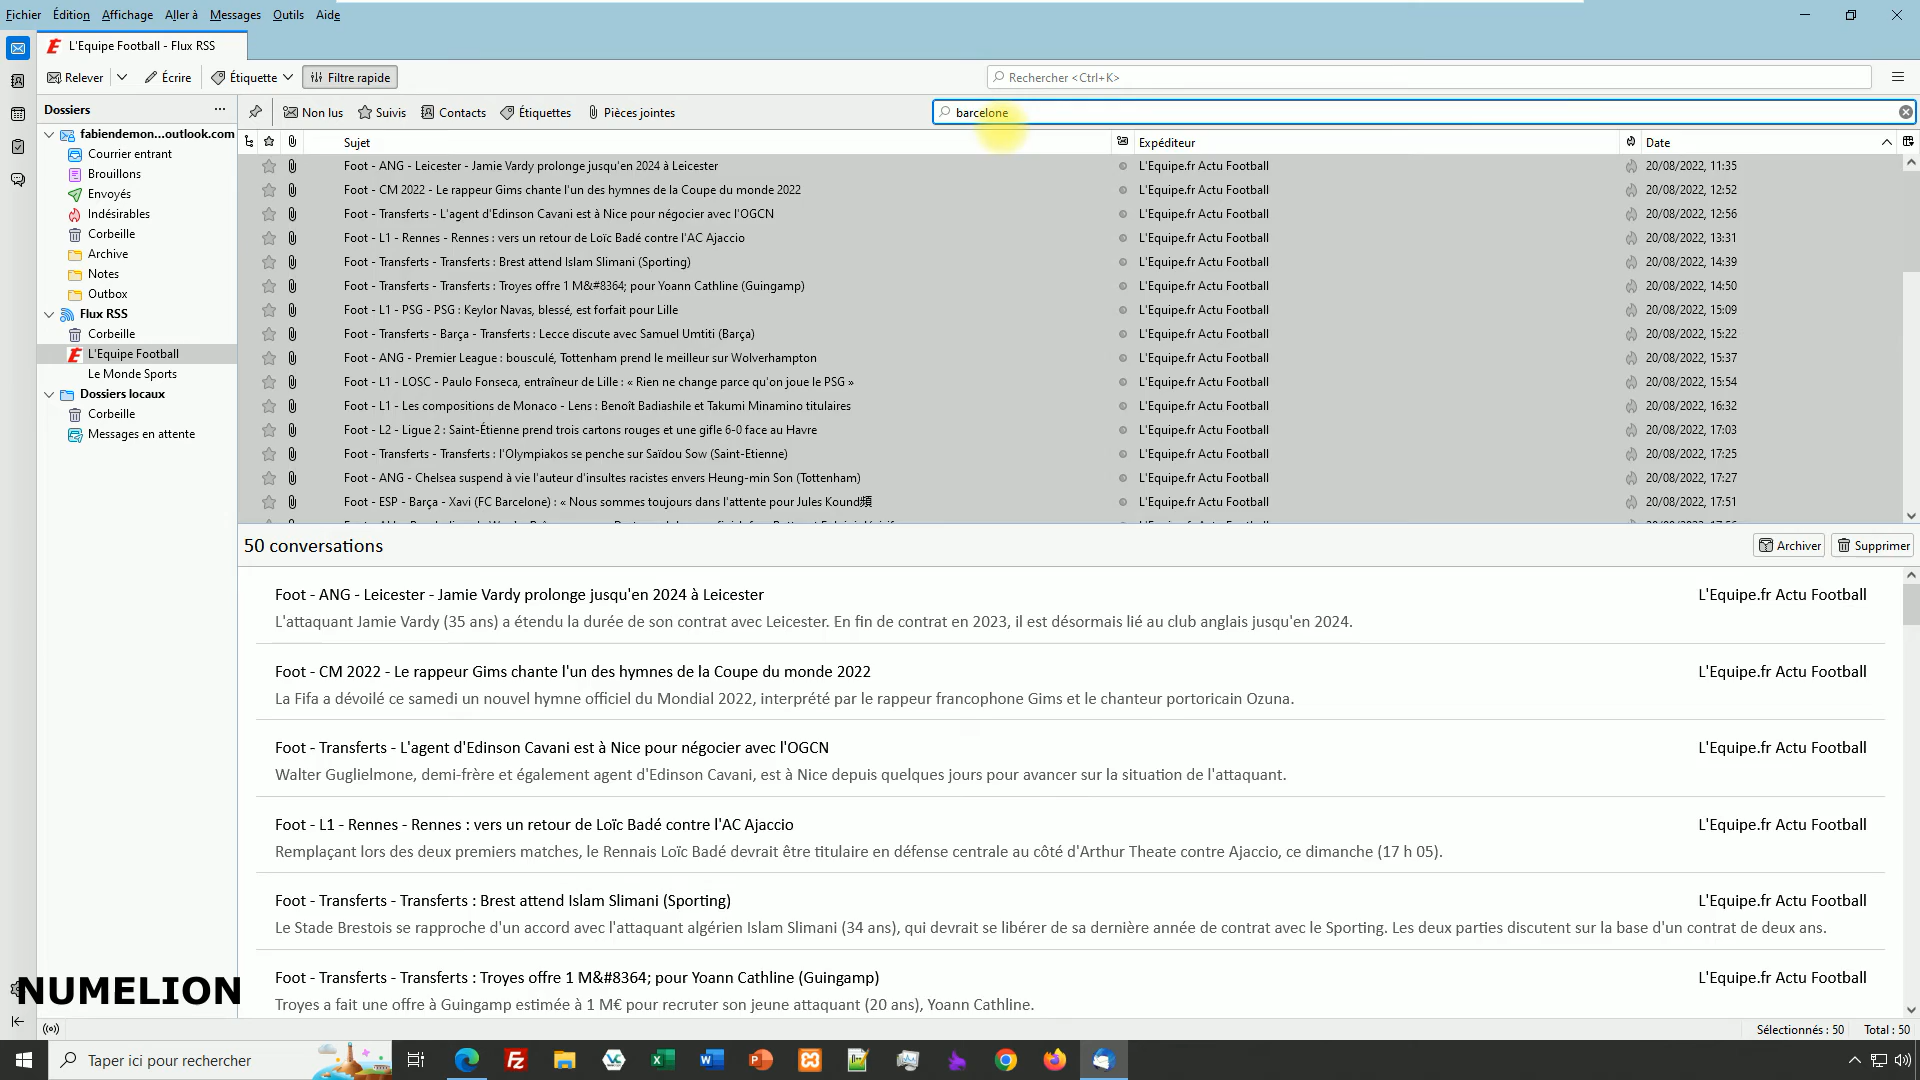 Fichier Édition Affichage Aller à Messages Outils Aide
L'Equipe Football - Flux RSS
Relever Écrire Étiquette Filtre rapide Rechercher <Ctrl+K>
Dossiers ... Non lus Suivis Contacts Étiquettes Pièces jointes barcelone
fabiendemon...outlook.com
Courrier entrant
Brouillons
Envoyés
Indésirables
Corbeille
Archive
Notes
Outbox
Flux RSS
Corbeille
L'Equipe Football
Le Monde Sports
Dossiers locaux
Corbeille
Messages en attente
Sujet Expéditeur Date
Foot - ANG - Leicester - Jamie Vardy prolonge jusqu'en 2024 à Leicester L'Equipe.fr Actu Football 20/08/2022, 11:35
Foot - CM 2022 - Le rappeur Gims chante l'un des hymnes de la Coupe du monde 2022 L'Equipe.fr Actu Football 20/08/2022, 12:52
Foot - Transferts - L'agent d'Edinson Cavani est à Nice pour négocier avec l'OGCN L'Equipe.fr Actu Football 20/08/2022, 12:56
Foot - L1 - Rennes - Rennes : vers un retour de Loïc Badé contre l'AC Ajaccio L'Equipe.fr Actu Football 20/08/2022, 13:31
Foot - Transferts - Transferts : Brest attend Islam Slimani (Sporting) L'Equipe.fr Actu Football 20/08/2022, 14:39
Foot - Transferts - Transferts : Troyes offre 1 M&#8364; pour Yoann Cathline (Guingamp) L'Equipe.fr Actu Football 20/08/2022, 14:50
Foot - L1 - PSG - PSG : Keylor Navas, blessé, est forfait pour Lille L'Equipe.fr Actu Football 20/08/2022, 15:09
Foot - Transferts - Barça - Transferts : Lecce discute avec Samuel Umtiti (Barça) L'Equipe.fr Actu Football 20/08/2022, 15:22
Foot - ANG - Premier League : bousculé, Tottenham prend le meilleur sur Wolverhampton L'Equipe.fr Actu Football 20/08/2022, 15:37
Foot - L1 - LOSC - Paulo Fonseca, entraîneur de Lille : « Rien ne change parce qu'on joue le PSG » L'Equipe.fr Actu Football 20/08/2022, 15:54
Foot - L1 - Les compositions de Monaco - Lens : Benoît Badiashile et Takumi Minamino titulaires L'Equipe.fr Actu Football 20/08/2022, 16:32
Foot - L2 - Ligue 2 : Saint-Étienne prend trois cartons rouges et une gifle 6-0 face au Havre L'Equipe.fr Actu Football 20/08/2022, 17:03
Foot - Transferts - Transferts : l'Olympiakos se penche sur Saïdou Sow (Saint-Etienne) L'Equipe.fr Actu Football 20/08/2022, 17:25
Foot - ANG - Chelsea suspend à vie l'auteur d'insultes racistes envers Heung-min Son (Tottenham) L'Equipe.fr Actu Football 20/08/2022, 17:27
Foot - ESP - Barça - Xavi (FC Barcelone) : « Nous sommes toujours dans l'attente pour Jules Kound頻 L'Equipe.fr Actu Football 20/08/2022, 17:51
50 conversations Archiver Supprimer
Foot - ANG - Leicester - Jamie Vardy prolonge jusqu'en 2024 à Leicester L'Equipe.fr Actu Football
L'attaquant Jamie Vardy (35 ans) a étendu la durée de son contrat avec Leicester. En fin de contrat en 2023, il est désormais lié au club anglais jusqu'en 2024.
Foot - CM 2022 - Le rappeur Gims chante l'un des hymnes de la Coupe du monde 2022 L'Equipe.fr Actu Football
La Fifa a dévoilé ce samedi un nouvel hymne officiel du Mondial 2022, interprété par le rappeur francophone Gims et le chanteur portoricain Ozuna.
Foot - Transferts - L'agent d'Edinson Cavani est à Nice pour négocier avec l'OGCN L'Equipe.fr Actu Football
Walter Guglielmone, demi-frère et également agent d'Edinson Cavani, est à Nice depuis quelques jours pour avancer sur la situation de l'attaquant.
Foot - L1 - Rennes - Rennes : vers un retour de Loïc Badé contre l'AC Ajaccio L'Equipe.fr Actu Football
Remplaçant lors des deux premiers matches, le Rennais Loïc Badé devrait être titulaire en défense centrale au côté d'Arthur Theate contre Ajaccio, ce dimanche (17 h 05).
Foot - Transferts - Transferts : Brest attend Islam Slimani (Sporting) L'Equipe.fr Actu Football
Le Stade Brestois se rapproche d'un accord avec l'attaquant algérien Islam Slimani (34 ans), qui devrait se libérer de sa dernière année de contrat avec le Sporting. Les deux parties discutent sur la base d'un contrat de deux ans.
Foot - Transferts - Transferts : Troyes offre 1 M&#8364; pour Yoann Cathline (Guingamp) L'Equipe.fr Actu Football
Troyes a fait une offre à Guingamp estimée à 1 M€ pour recruter son jeune attaquant (20 ans), Yoann Cathline.
NUMELION
Sélectionnés : 50 Total : 50
Taper ici pour rechercher